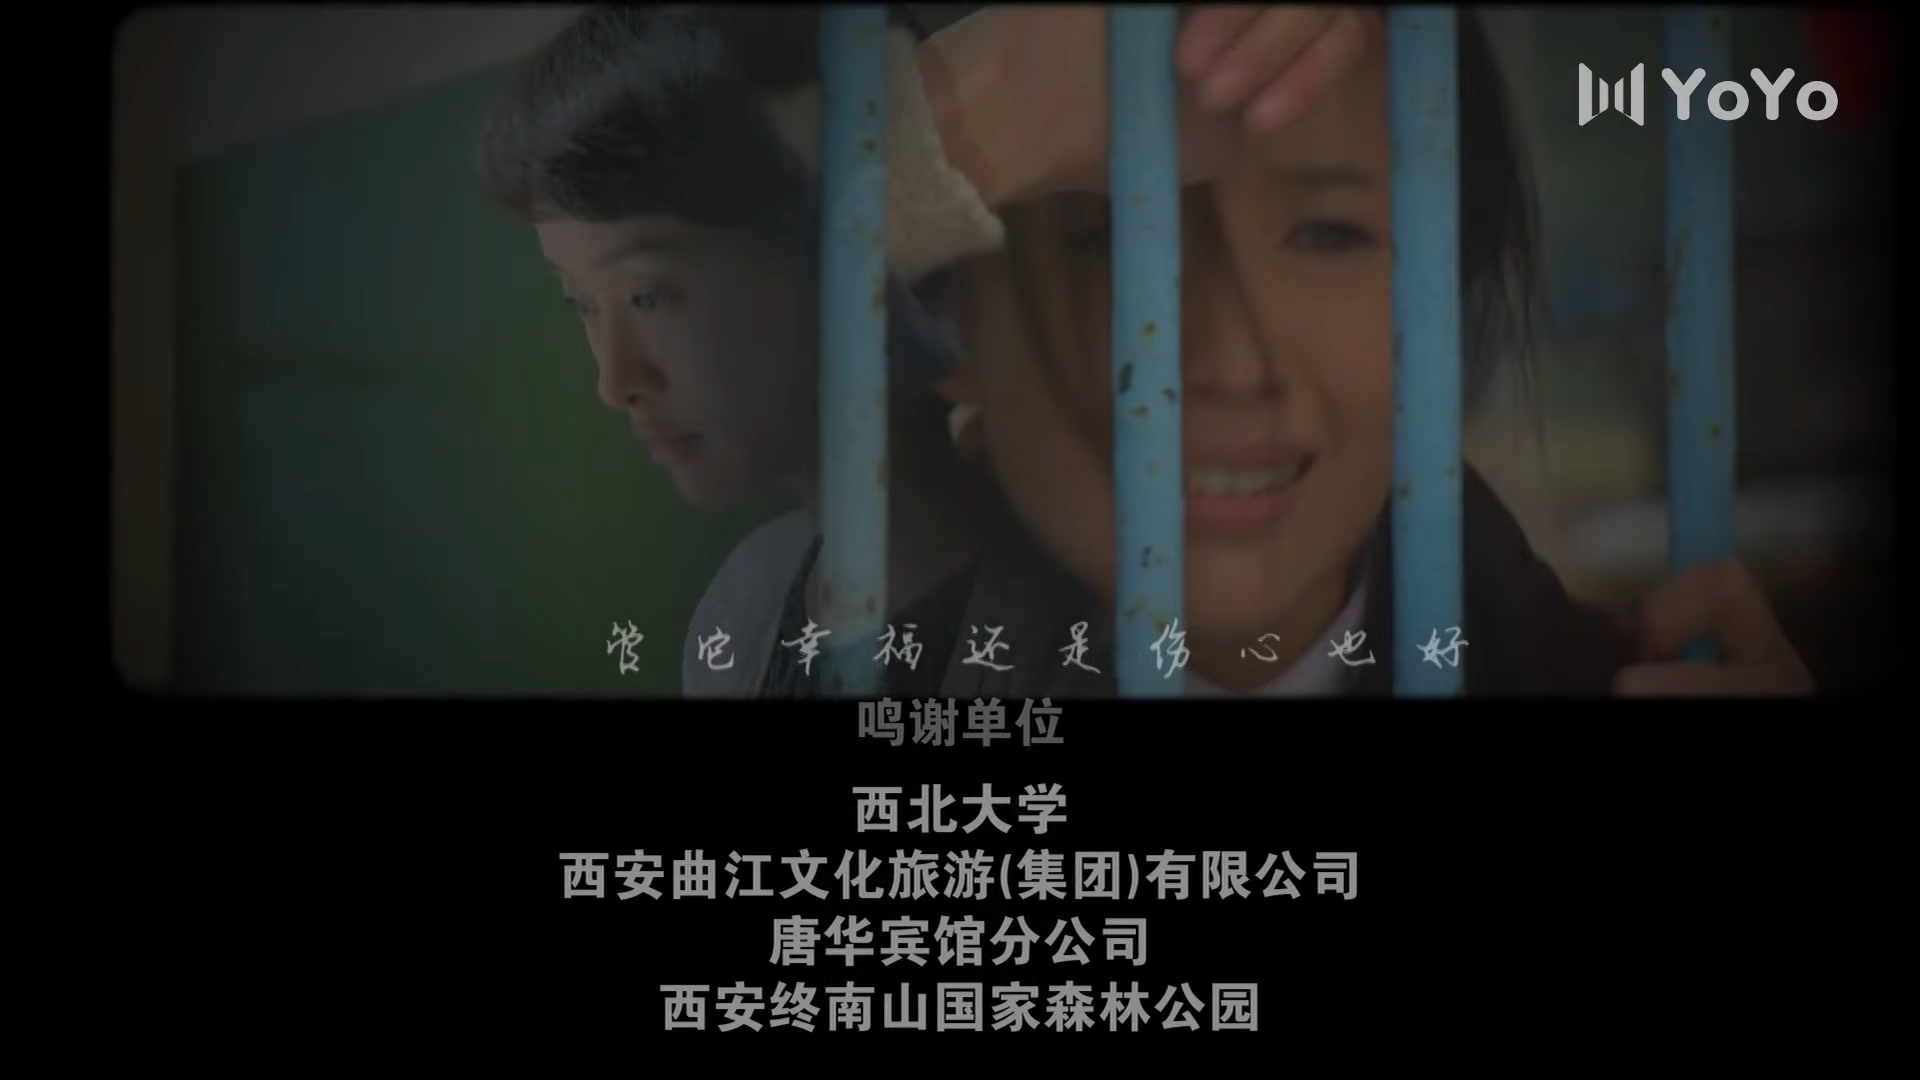 YoYo
管它幸福还是伤心也好
鸣谢单位
西北大学
西安曲江文化旅游(集团)有限公司
唐华宾馆分公司
西安终南山国家森林公园